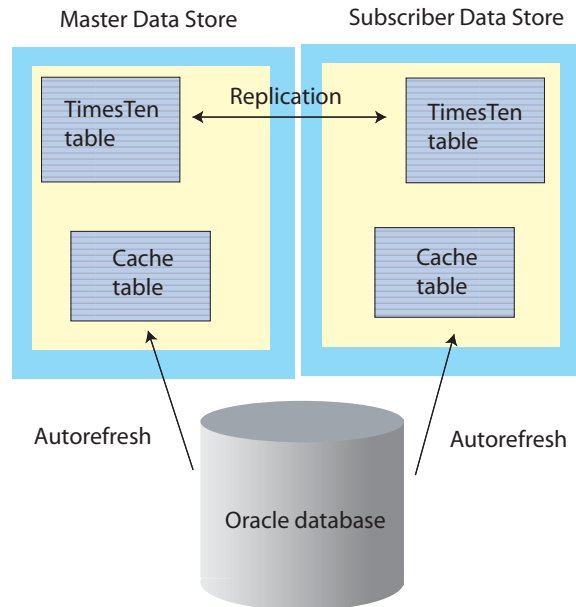 Master Data Store
Subscriber Data Store
TimesTen
table
Replication
TimesTen
table
Cache
table
Cache
table
Autorefresh
Autorefresh
Oracle database